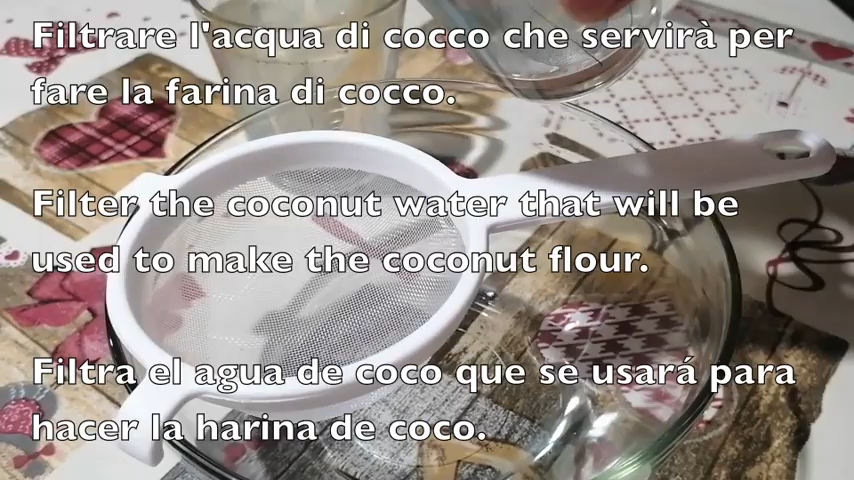 Filtrare l'acqua di cocco che servirà per
fare la farina di cocco.
Filter the coconut water that will be
used to make the coconut flour.
Filtra el agua de coco que se usará para
hacer la harina de coco.